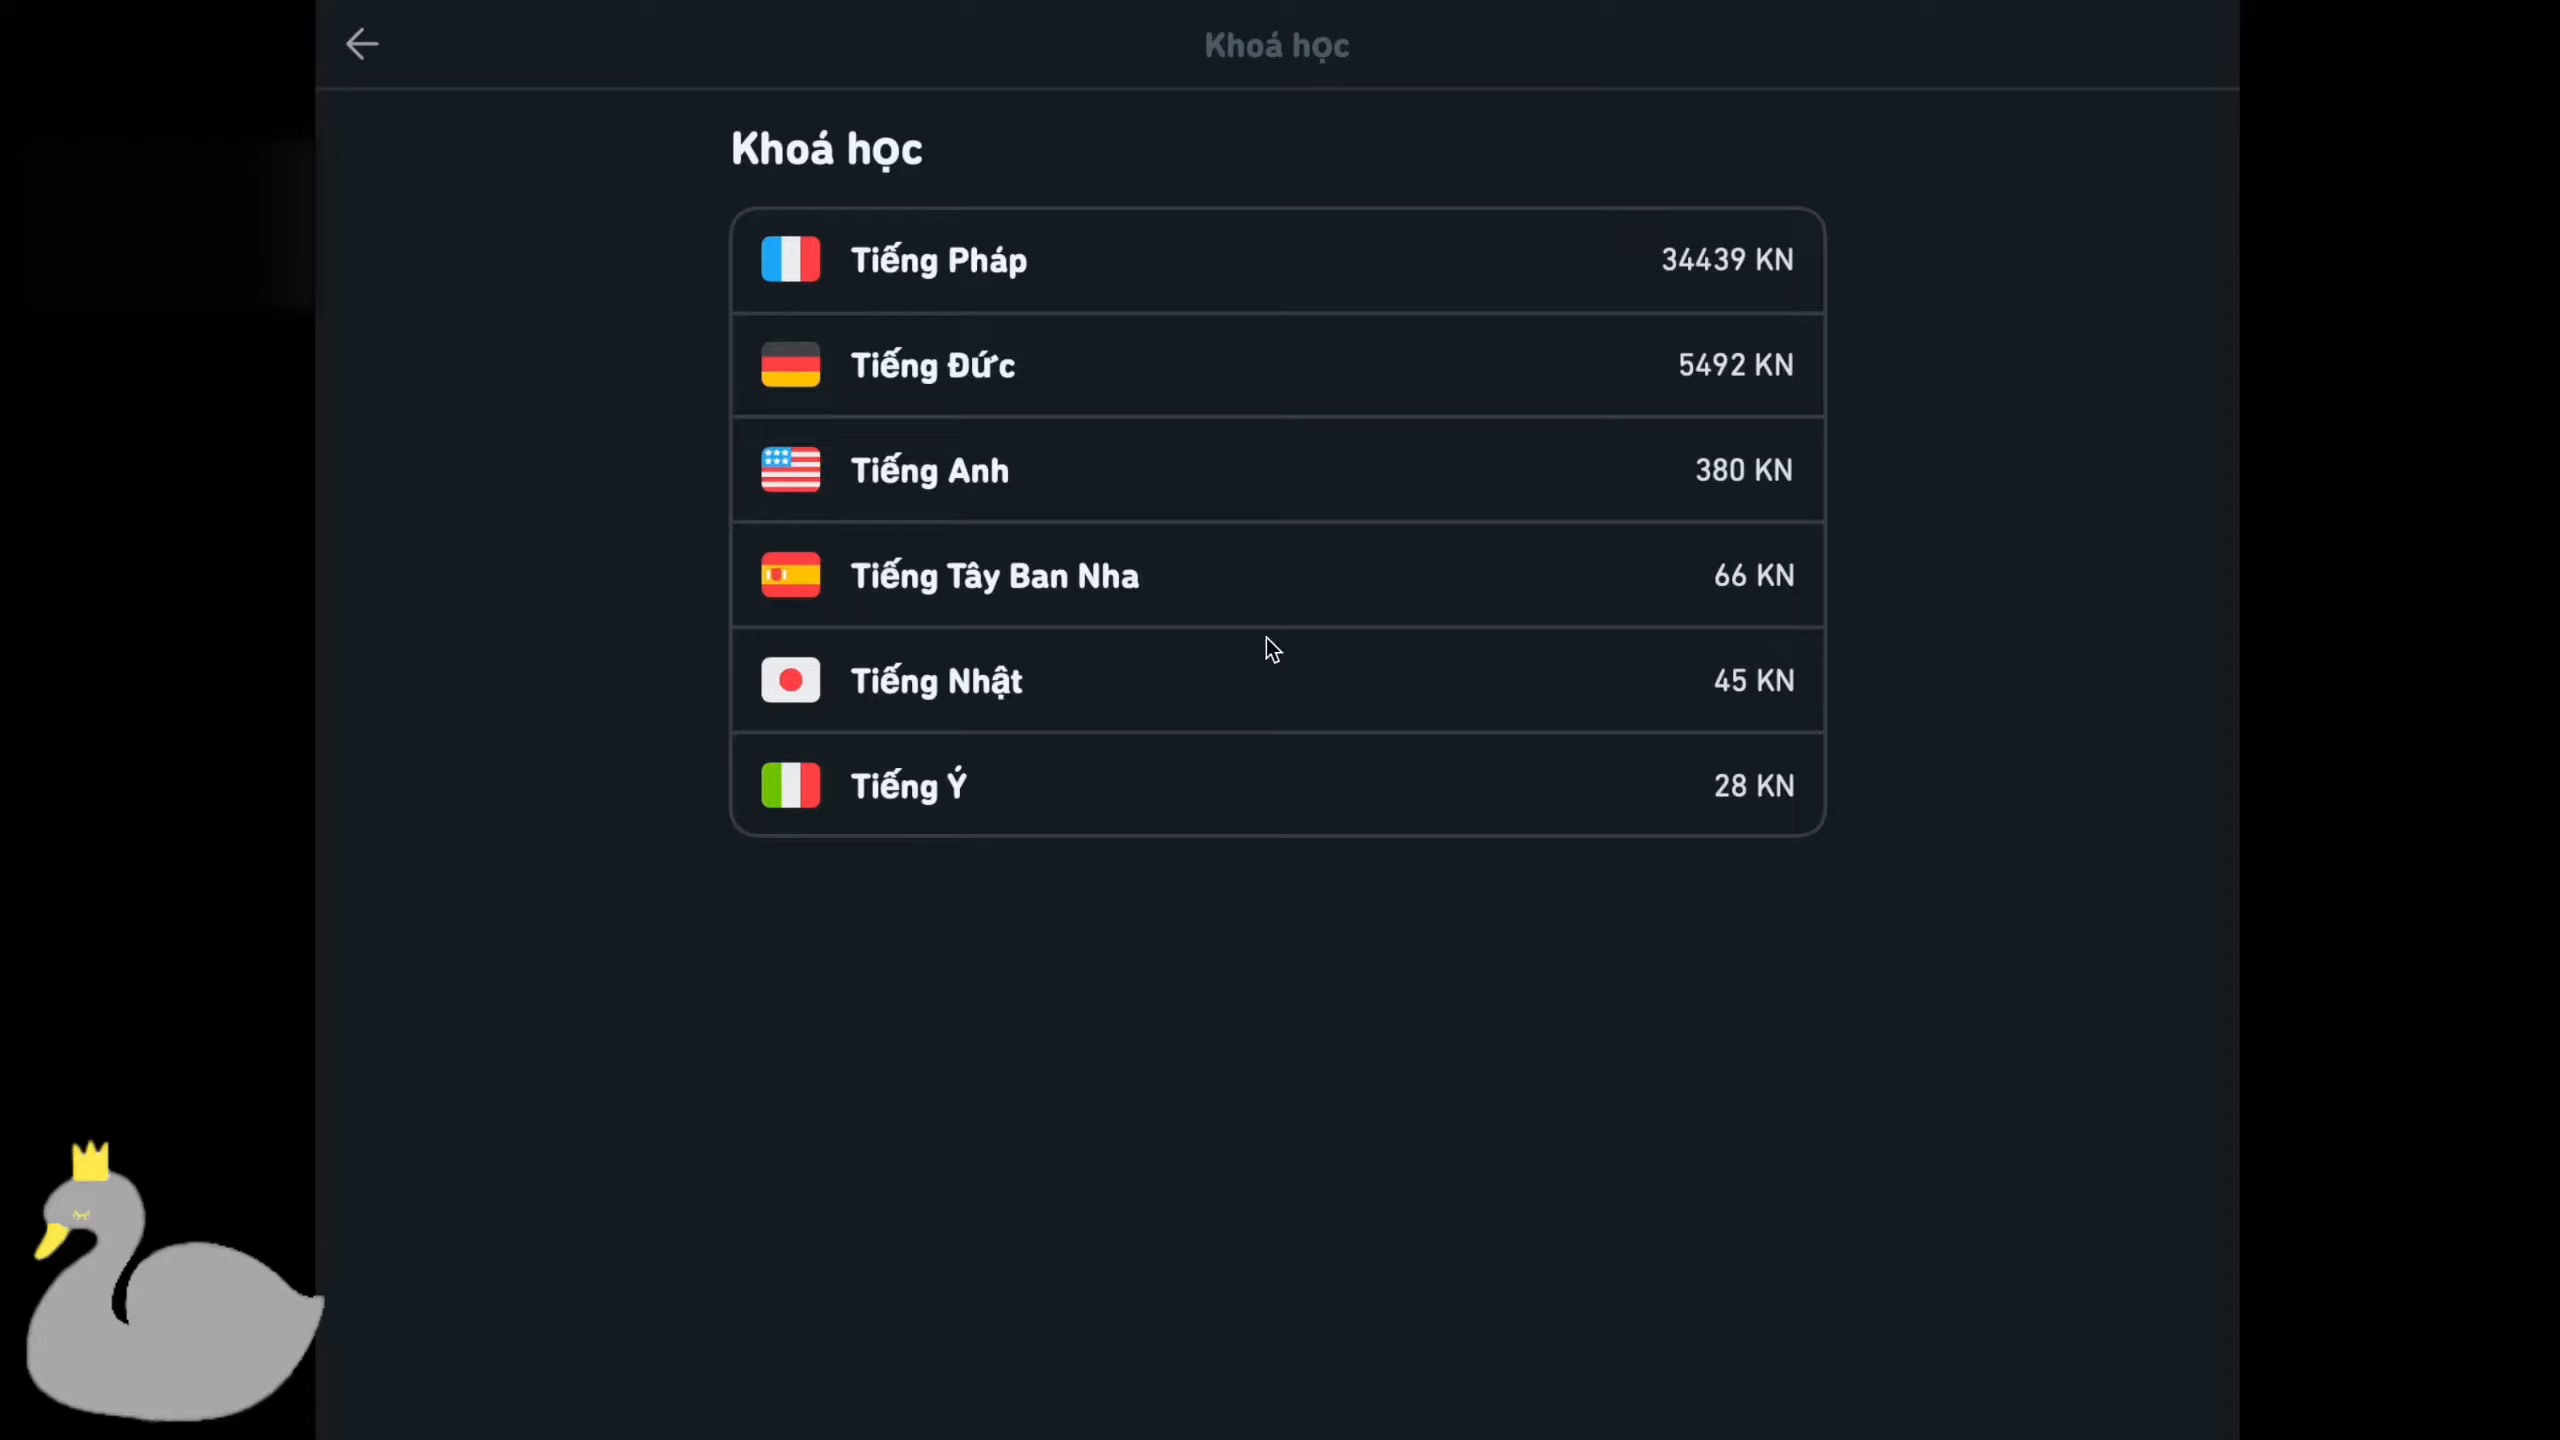 Khoá học
Khoá học
Tiếng Pháp 34439 KN
Tiếng Đức 5492 KN
Tiếng Anh 380 KN
Tiếng Tây Ban Nha 66 KN
Tiếng Nhật 45 KN
Tiếng Ý 28 KN